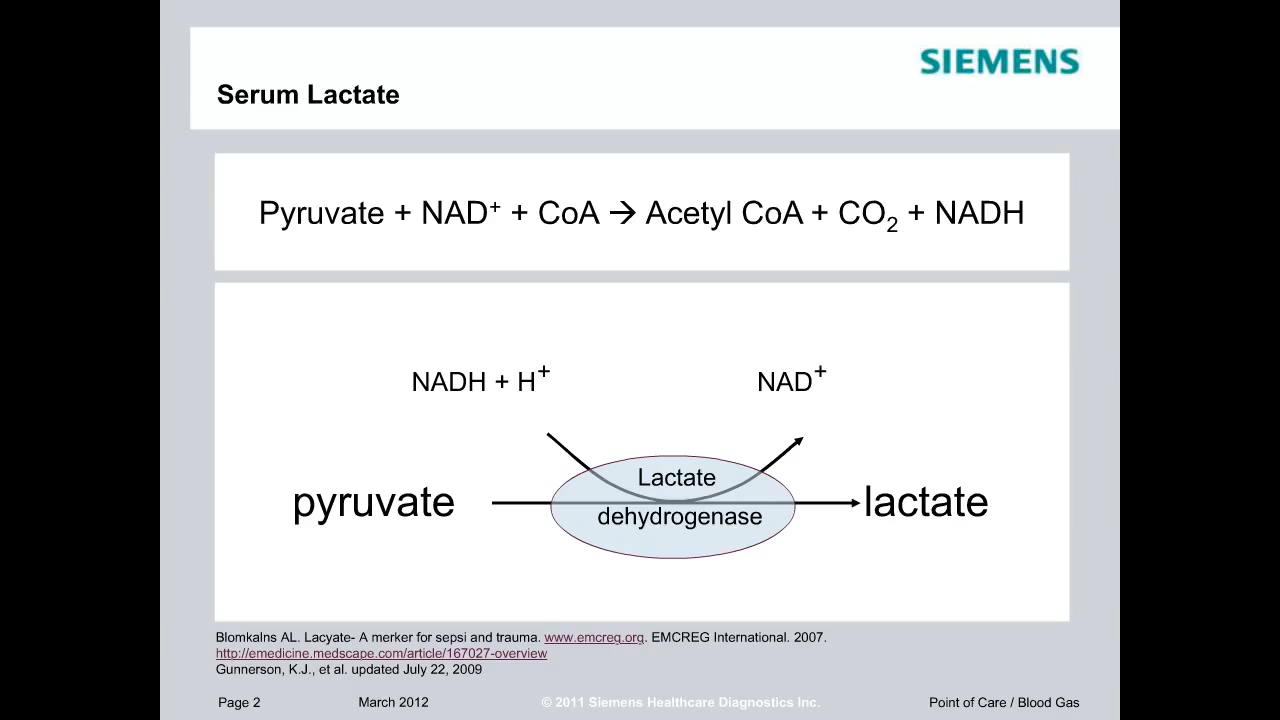 SIEMENS
Serum Lactate
Pyruvate + NAD⁺ + CoA → Acetyl CoA + CO₂ + NADH
NADH + H⁺
NAD⁺
Lactate
pyruvate
lactate
dehydrogenase
Blomkalns AL. Lacyate- A merker for sepsi and trauma. www.emcreg.org. EMCREG International. 2007.
http://emedicine.medscape.com/article/167027-overview
Gunnerson, K.J., et al. updated July 22, 2009
Page 2 March 2012 © 2011 Siemens Healthcare Diagnostics Inc. Point of Care / Blood Gas